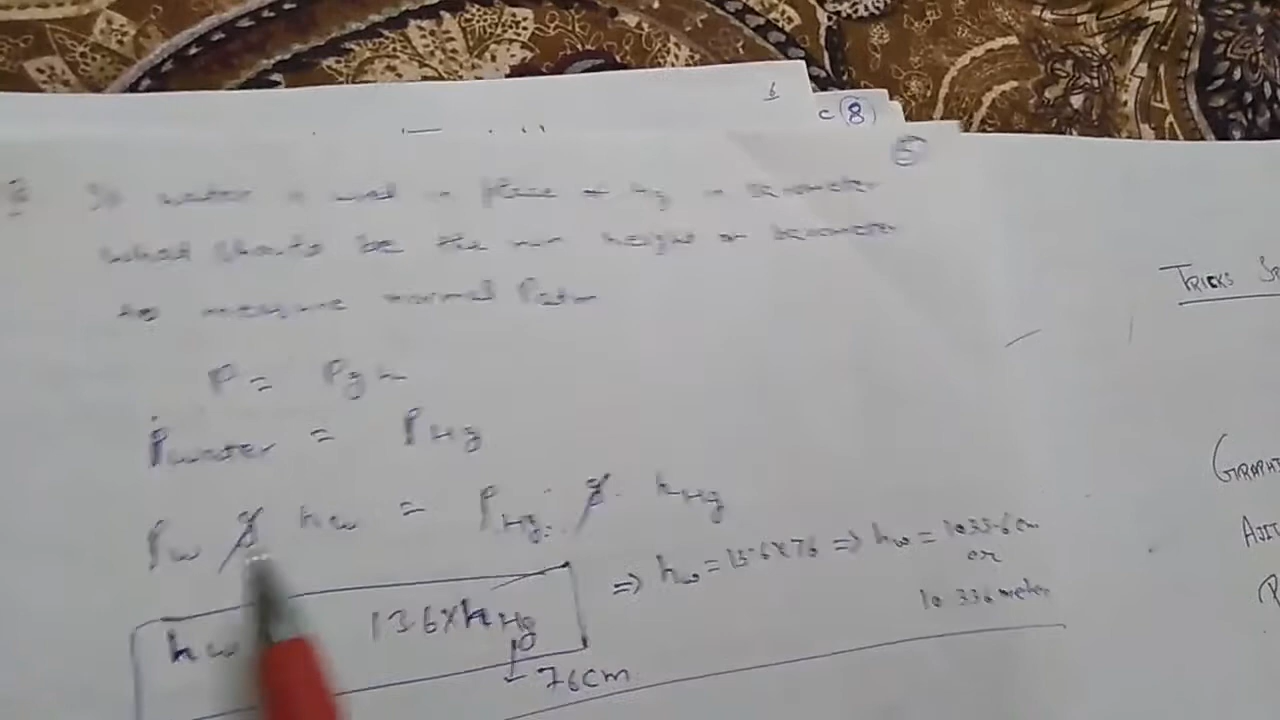 6
c 8
5
If water is used in place of Hg in barometer
what should be the min height of barometer
to measure normal Patm
P = ρgh
Pwater = PHg
ρw g hw = ρHg. g. hHg
⇒ hw = 13.6×76 ⇒ hw = 1033.6 cm
or
10.336 meter
hw 13.6×hHg
76cm
TRICKS